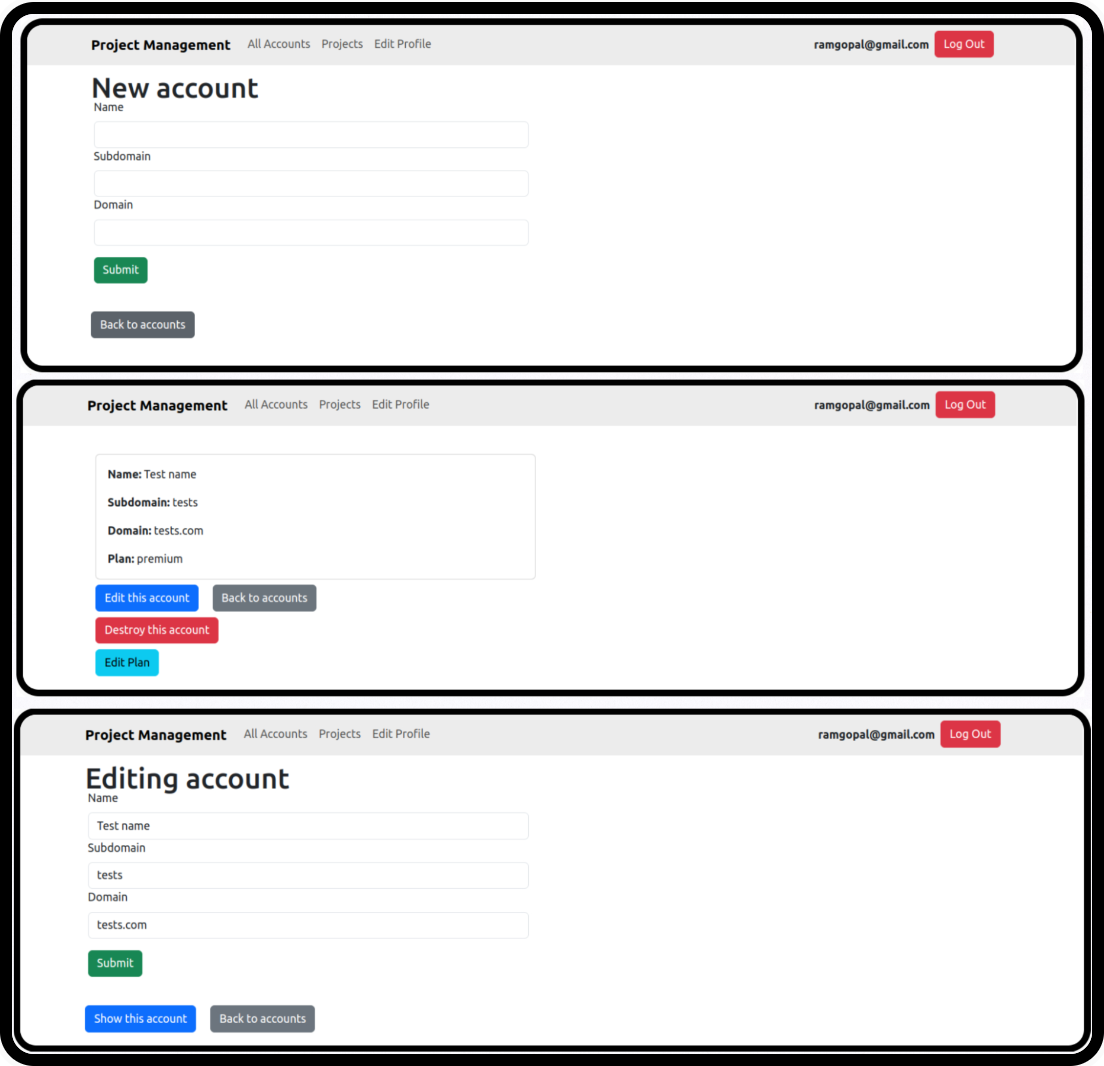 Project Management All Accounts Projects Edit Profile ramgopal@gmail.com Log Out
New account
Name
Subdomain
Domain
Submit
Back to accounts
Project Management All Accounts Projects Edit Profile ramgopal@gmail.com Log Out
Name: Test name
Subdomain: tests
Domain: tests.com
Plan: premium
Edit this account Back to accounts
Destroy this account
Edit Plan
Project Management All Accounts Projects Edit Profile ramgopal@gmail.com Log Out
Editing account
Name
Test name
Subdomain
tests
Domain
tests.com
Submit
Show this account Back to accounts